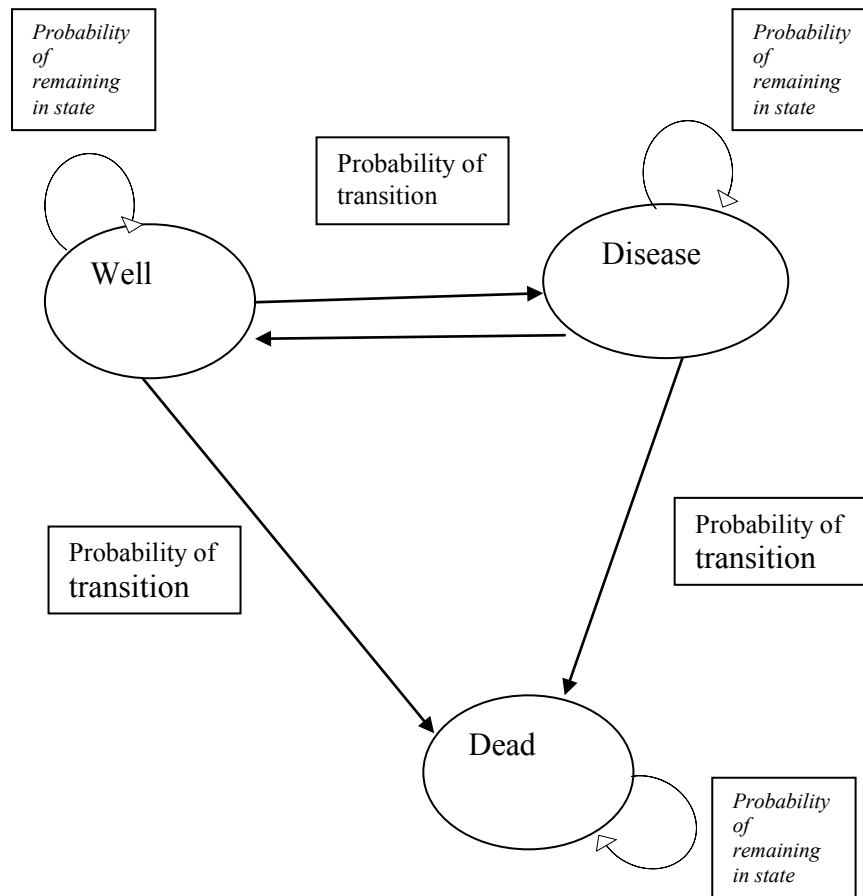 Probability
of
remaining
in state
Probability
of
remaining
in state
Probability of
transition
Well
Disease
Probability of
transition
Probability of
transition
Dead
Probability
of
remaining
in state